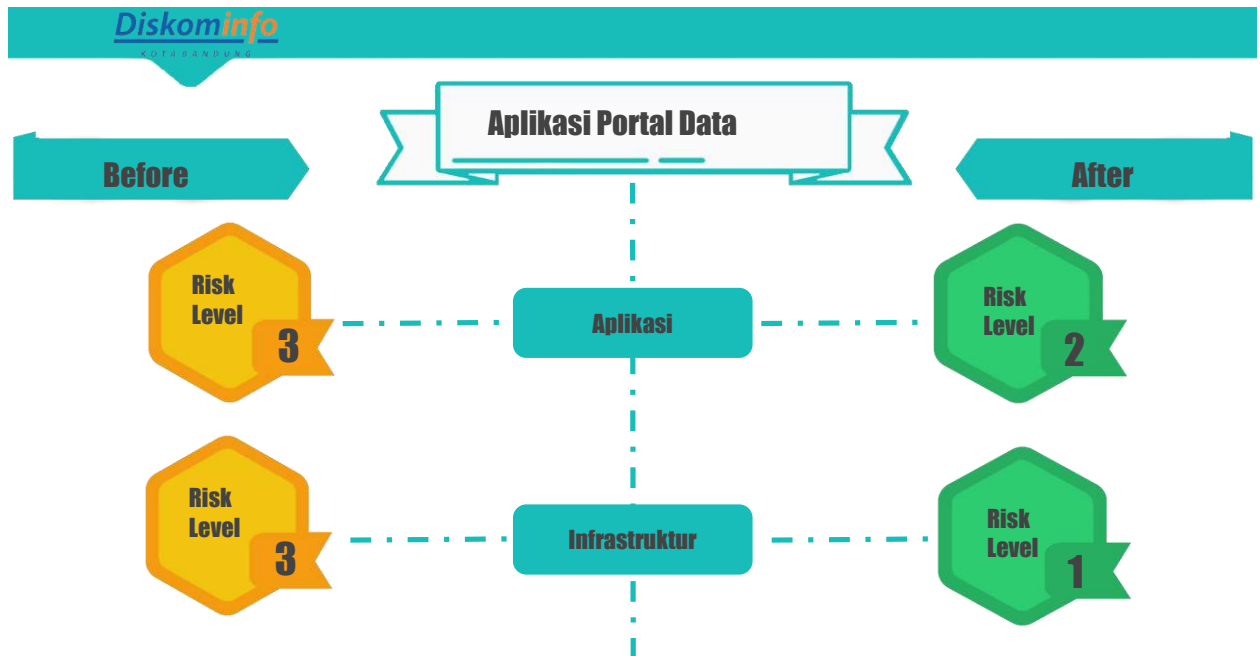 Diskominfo
KOTA BANDUNG
Aplikasi Portal Data
Before
After
Risk
Level
3
Aplikasi
Risk
Level
2
Risk
Level
3
Infrastruktur
Risk
Level
1